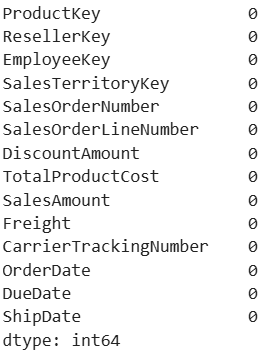 ProductKey 0
ResellerKey 0
EmployeeKey 0
SalesTerritoryKey 0
SalesOrderNumber 0
SalesOrderLineNumber 0
DiscountAmount 0
TotalProductCost 0
SalesAmount 0
Freight 0
CarrierTrackingNumber 0
OrderDate 0
DueDate 0
ShipDate 0
dtype: int64